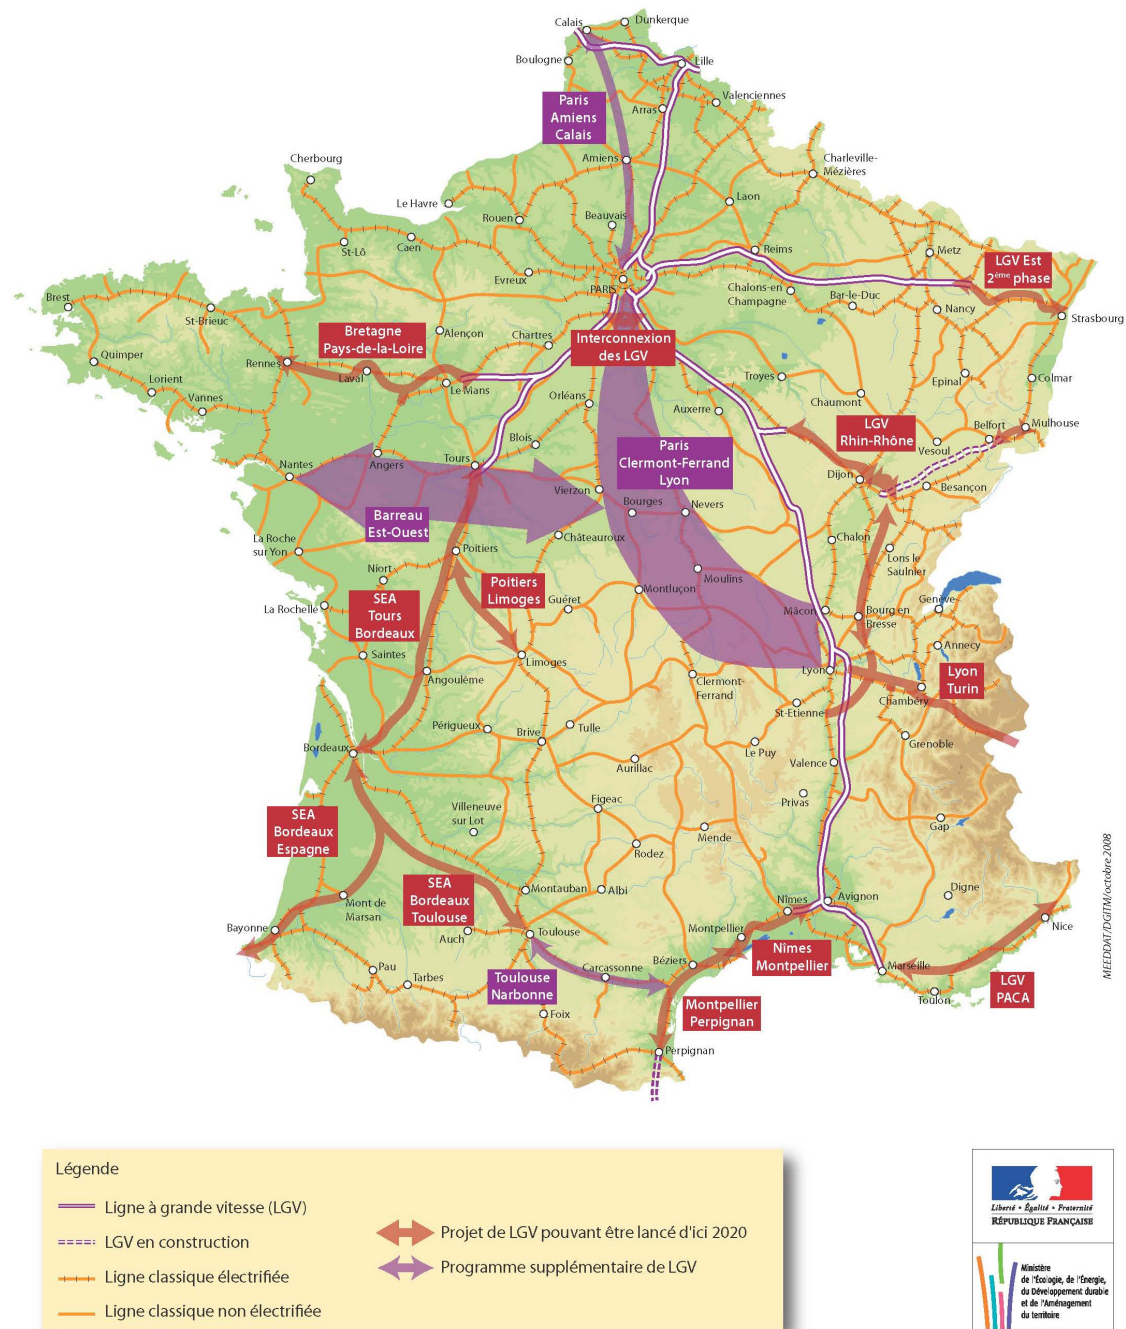 Calais
Dunkerque
Boulogne
Lille
Valenciennes
Paris
Amiens
Calais
Arras
Amiens
Cherbourg
Charleville-
Mézières
Le Havre
Rouen
Beauvais
Laon
St-Lô
Caen
Reims
Metz
LGV Est
2ème phase
Evreux
PARIS
Chalons-en
Champagne
Bar-le-Duc
Nancy
Strasbourg
Brest
St-Brieuc
Bretagne
Pays-de-la-Loire
Alençon
Chartres
Interconnexion
des LGV
Quimper
Rennes
Laval
Le Mans
Troyes
Epinal
Colmar
Lorient
Vannes
Orléans
Auxerre
Chaumont
LGV
Rhin-Rhône
Belfort
Mulhouse
Vesoul
Blois
Paris
Clermont-Ferrand
Lyon
Nantes
Angers
Tours
Dijon
Besançon
Vierzon
Bourges
Nevers
Barreau
Est-Ouest
Châteauroux
Chalon
La Roche
sur Yon
Poitiers
Lons le
Saulnier
Niort
Poitiers
Limoges
Moulins
Montluçon
Guéret
La Rochelle
SEA
Tours
Bordeaux
Mâcon
Bourg en
Bresse
Genève
Saintes
Limoges
Annecy
Angoulême
Clermont-
Ferrand
Lyon
Lyon
Turin
Chambéry
St-Etienne
Périgueux
Tulle
Brive
Bordeaux
Le Puy
Grenoble
Aurillac
Valence
Figeac
Privas
Villeneuve
sur Lot
SEA
Bordeaux
Espagne
Mende
Gap
Rodez
MEEDDAT/DGITM/octobre 2008
SEA
Bordeaux
Toulouse
Montauban
Albi
Digne
Nîmes
Avignon
Mont de
Marsan
Bayonne
Auch
Toulouse
Montpellier
Nice
Nîmes
Montpellier
Pau
Tarbes
Toulouse
Narbonne
Carcassonne
Béziers
Marseille
LGV
PACA
Toulon
Foix
Montpellier
Perpignan
Perpignan
Légende
Ligne à grande vitesse (LGV)
LGV en construction
Ligne classique électrifiée
Ligne classique non électrifiée
Projet de LGV pouvant être lancé d'ici 2020
Programme supplémentaire de LGV
Liberté • Égalité • Fraternité
RÉPUBLIQUE FRANÇAISE
Ministère
de l'Écologie, de l'Énergie,
du Développement durable
et de l'Aménagement
du territoire